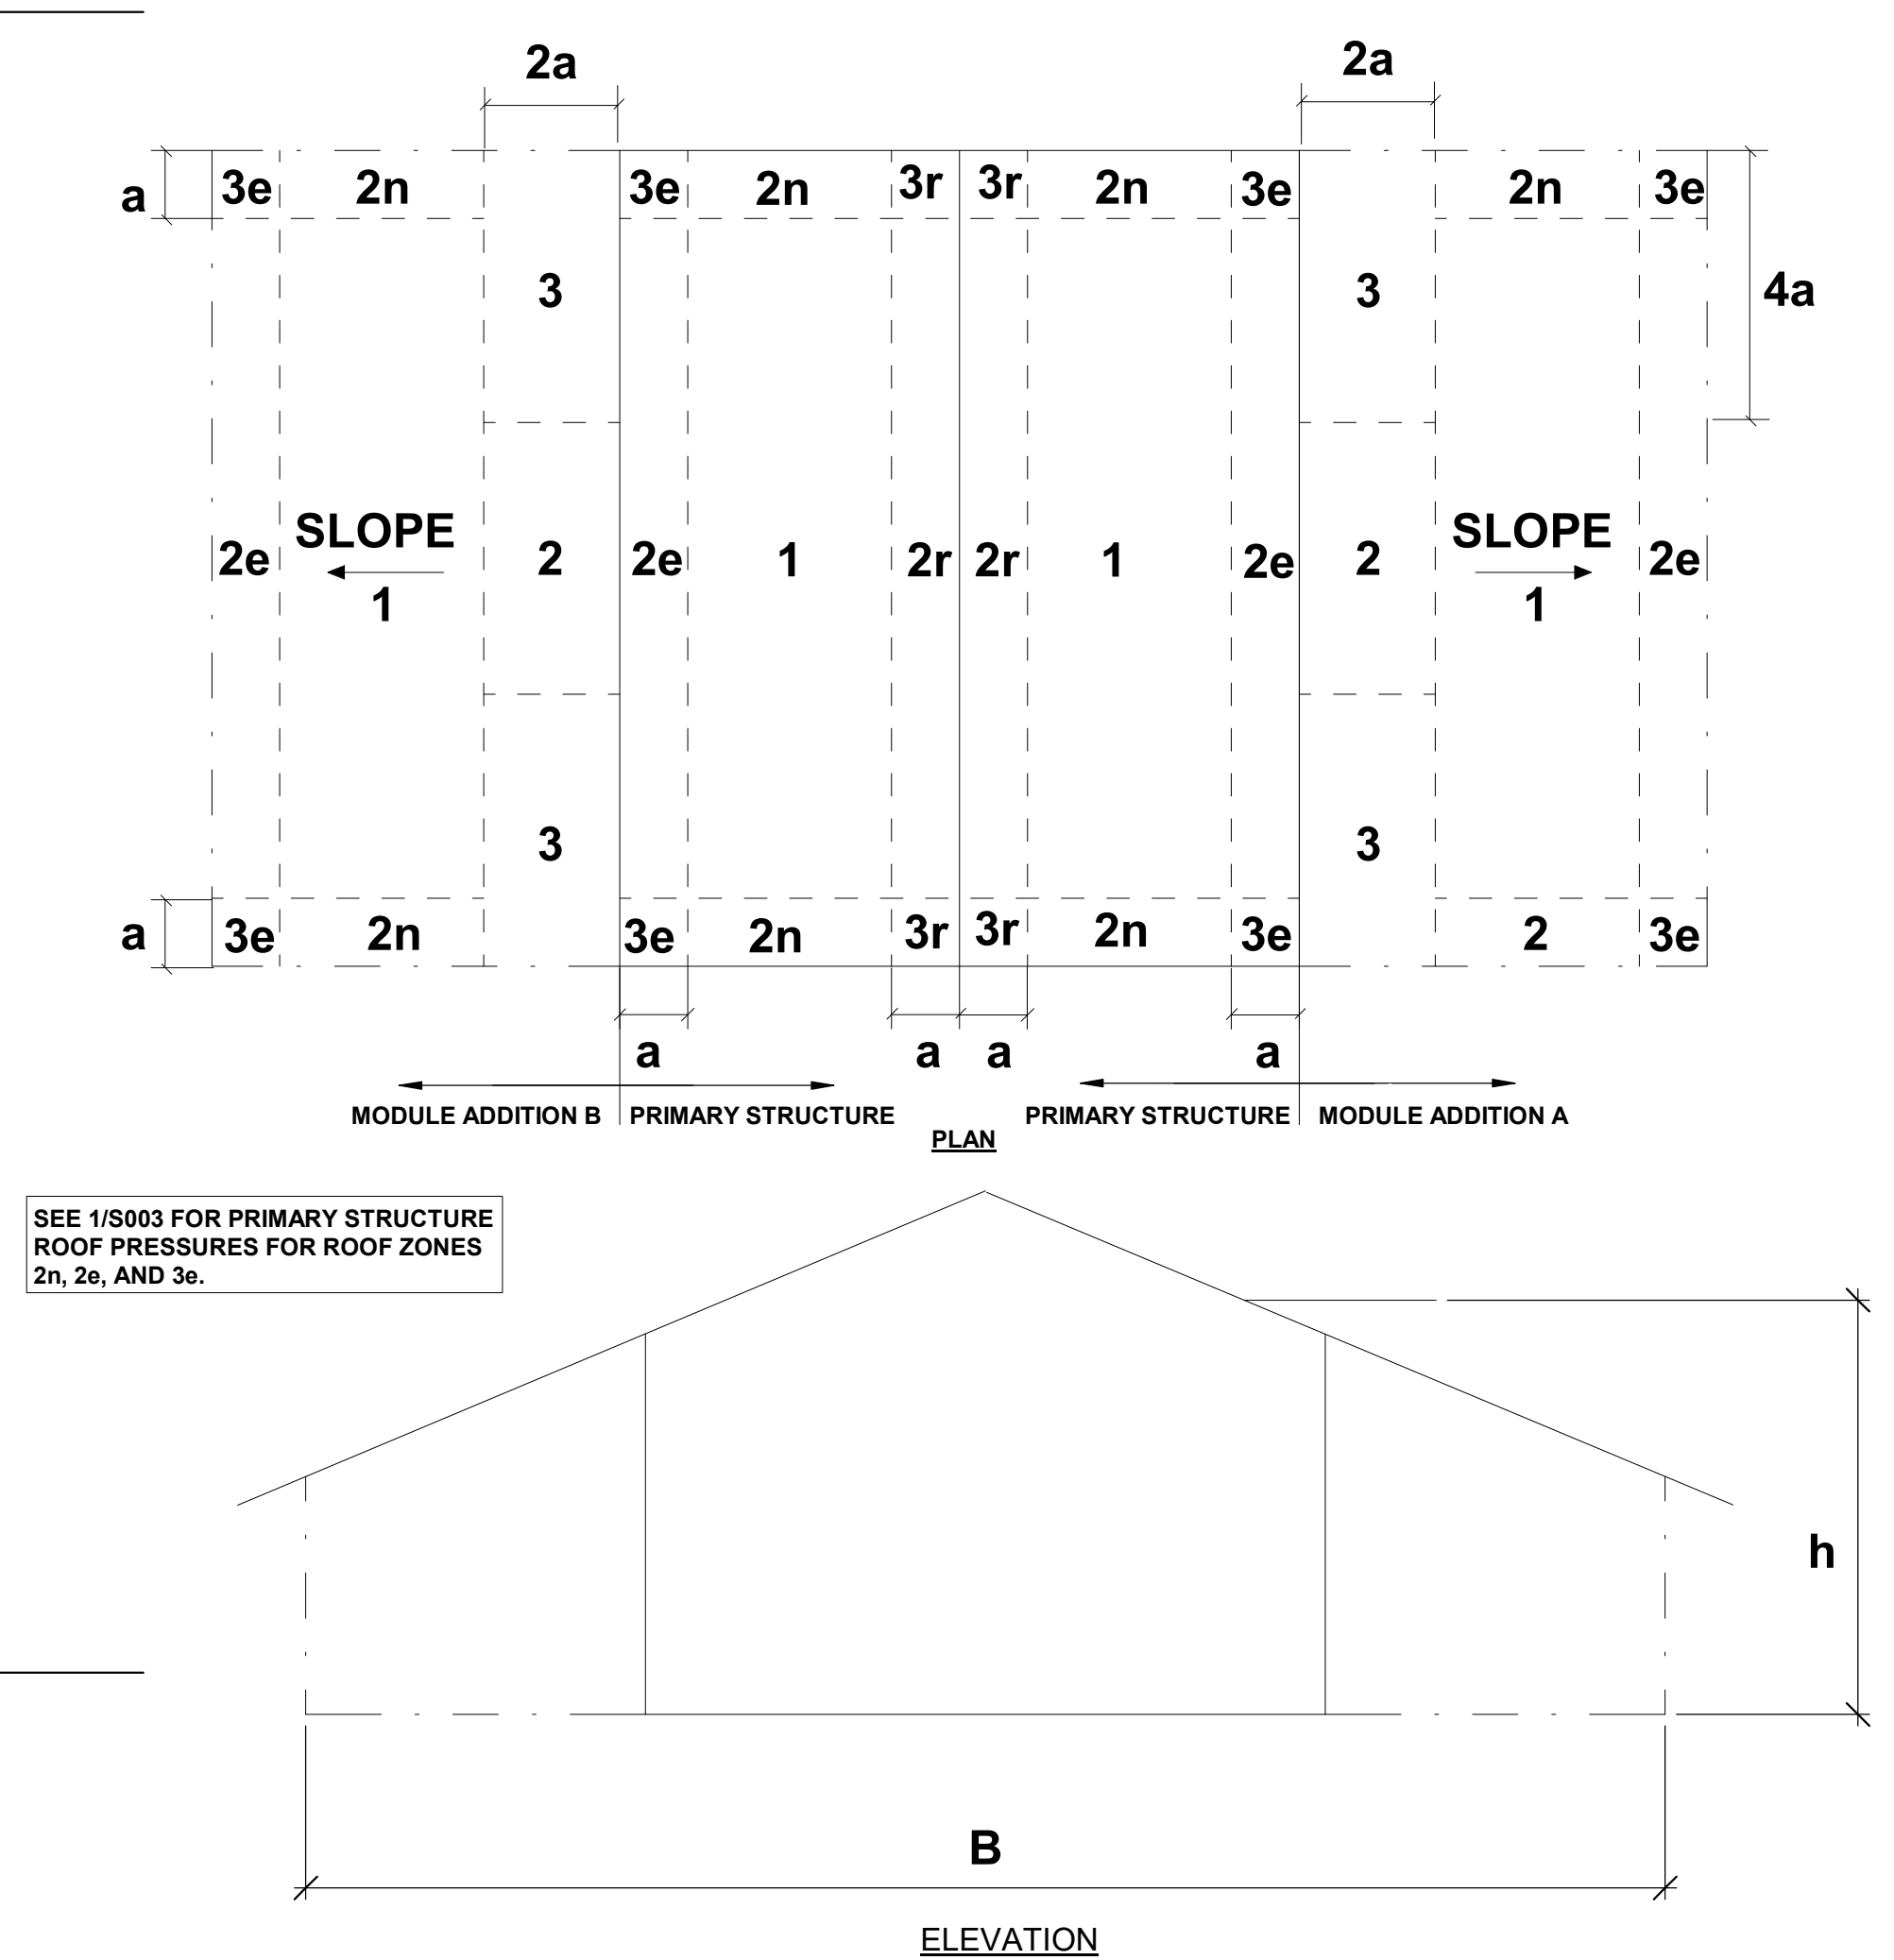 2a 2a
a 3e 2n 3e 2n 3r 3r 2n 3e 2n 3e
3 3 4a
SLOPE SLOPE
2e 2 2e 1 2r 2r 1 2e 2 2e
1 1
3 3
a 3e 2n 3e 2n 3r 3r 2n 3e 2 3e
a a a a
MODULE ADDITION B PRIMARY STRUCTURE PRIMARY STRUCTURE MODULE ADDITION A
PLAN
SEE 1/S003 FOR PRIMARY STRUCTURE
ROOF PRESSURES FOR ROOF ZONES
2n, 2e, AND 3e.
h
B
ELEVATION